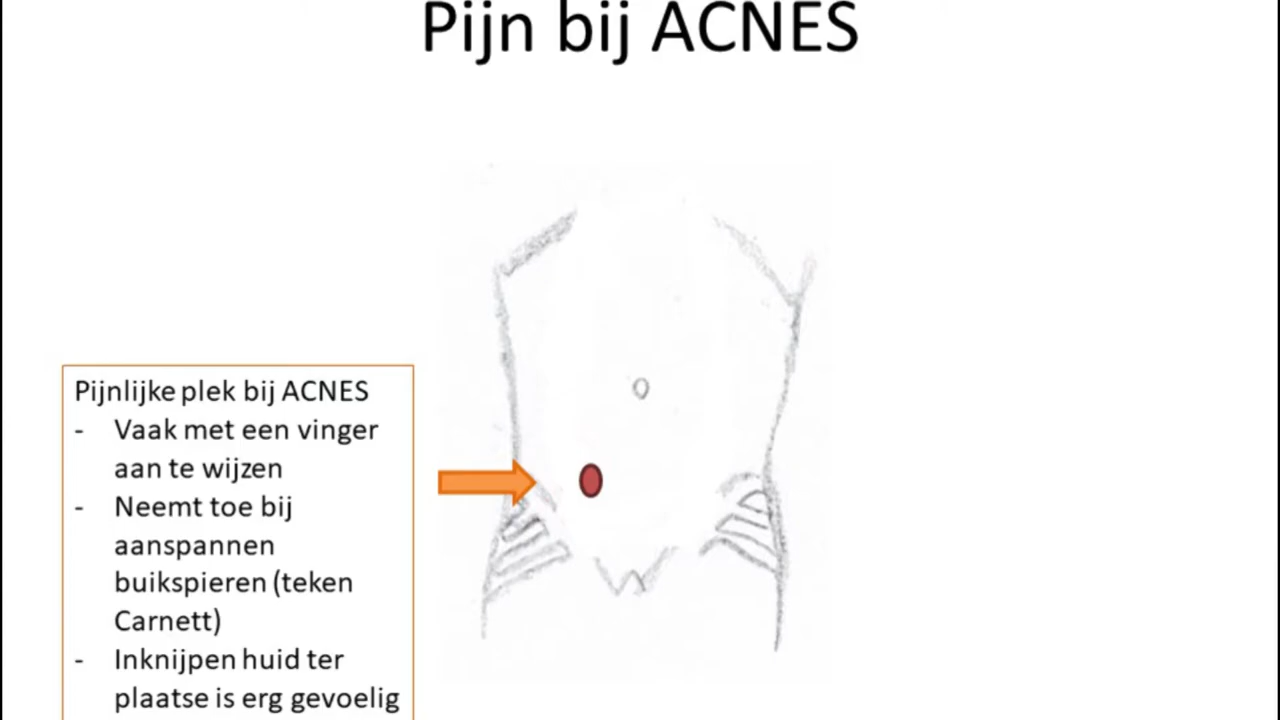 Pijn bij ACNES
Pijnlijke plek bij ACNES
- Vaak met een vinger
aan te wijzen
- Neemt toe bij
aanspannen
buikspieren (teken
Carnett)
- Inknijpen huid ter
plaatse is erg gevoelig